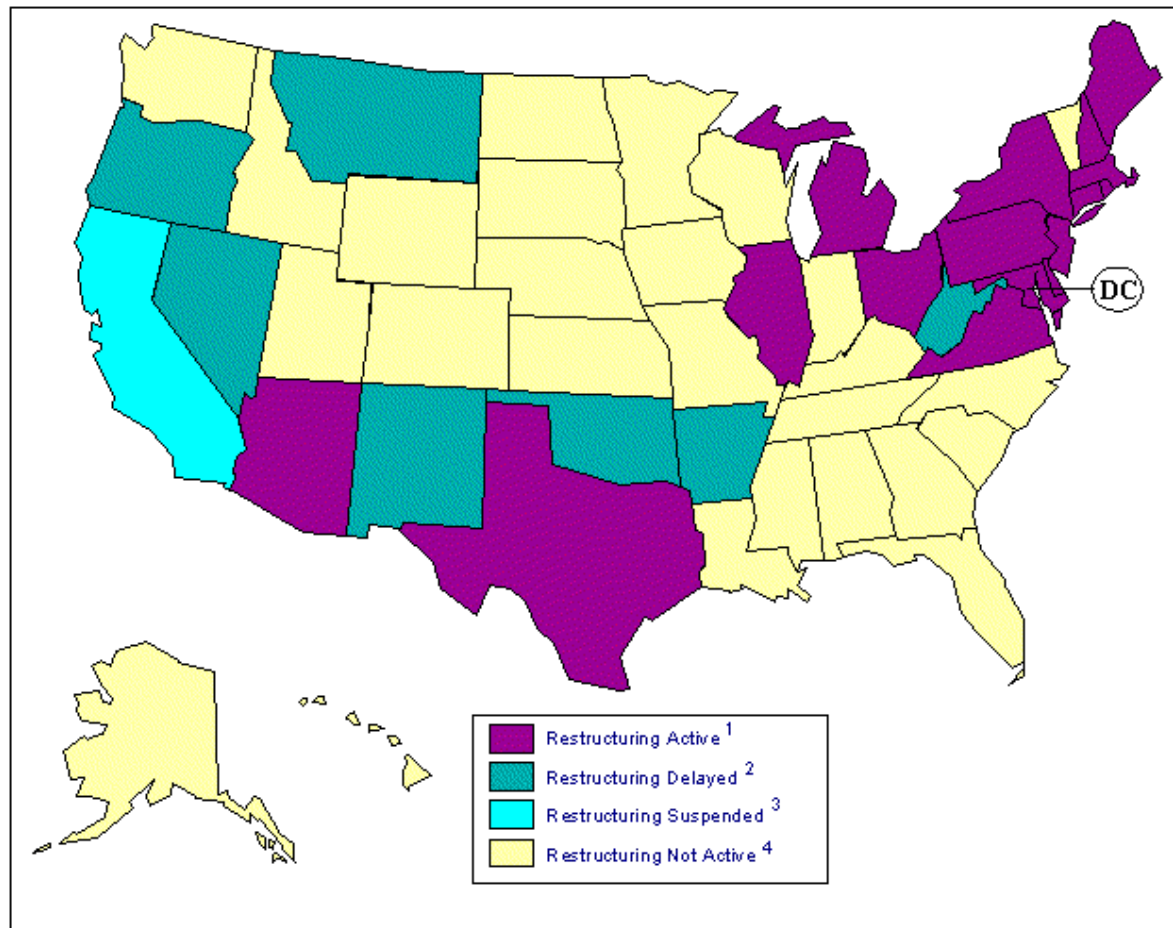 DC
Restructuring Active 1
Restructuring Delayed 2
Restructuring Suspended 3
Restructuring Not Active 4